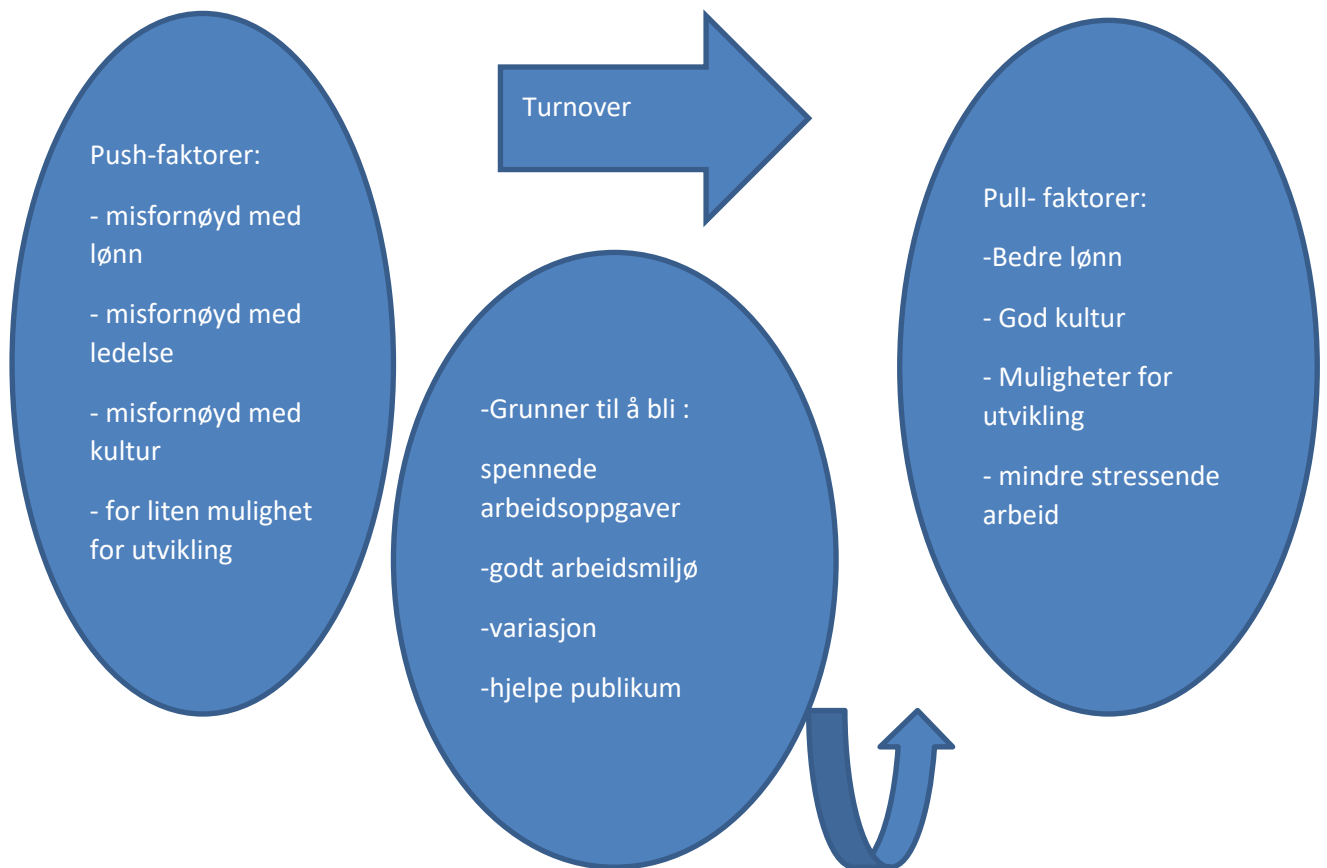 Push-faktorer:
- misfornøyd med
lønn
- misfornøyd med
ledelse
- misfornøyd med
kultur
- for liten mulighet
for utvikling
Turnover
-Grunner til å bli :
spennede
arbeidsoppgaver
-godt arbeidsmiljø
-variasjon
-hjelpe publikum
Pull- faktorer:
-Bedre lønn
- God kultur
- Muligheter for
utvikling
- mindre stressende
arbeid